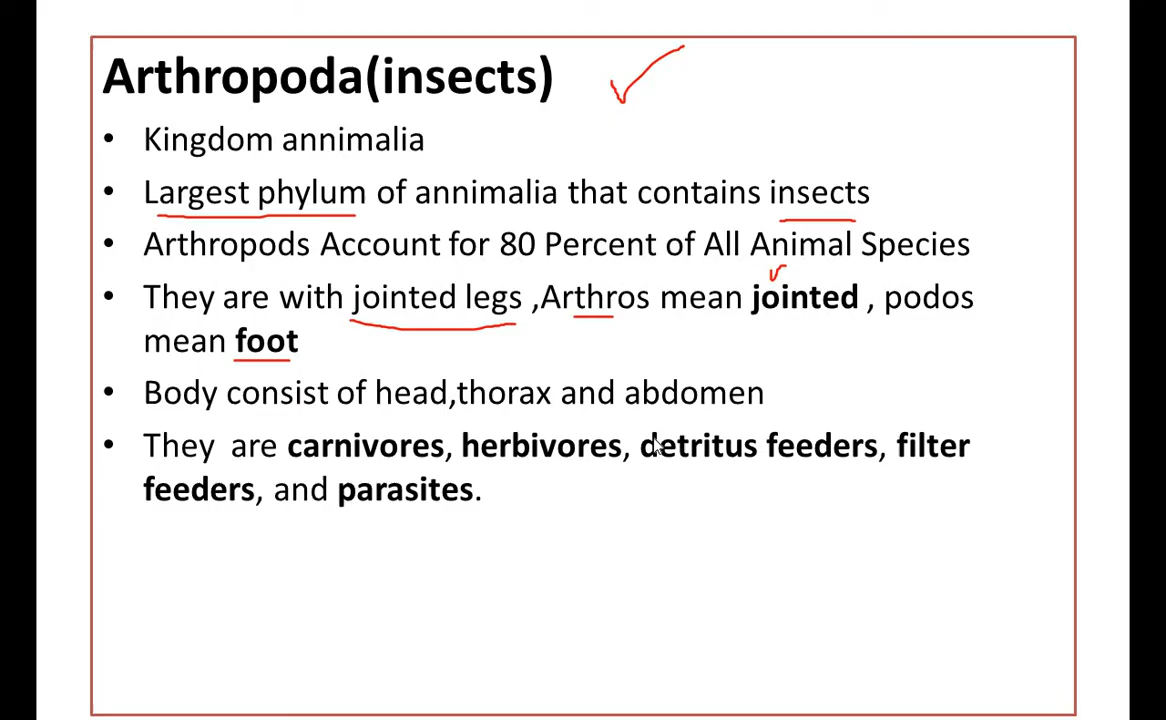 Arthropoda(insects)
• Kingdom annimalia
• Largest phylum of annimalia that contains insects
• Arthropods Account for 80 Percent of All Animal Species
• They are with jointed legs ,Arthros mean jointed , podos
mean foot
• Body consist of head,thorax and abdomen
• They are carnivores, herbivores, detritus feeders, filter
feeders, and parasites.